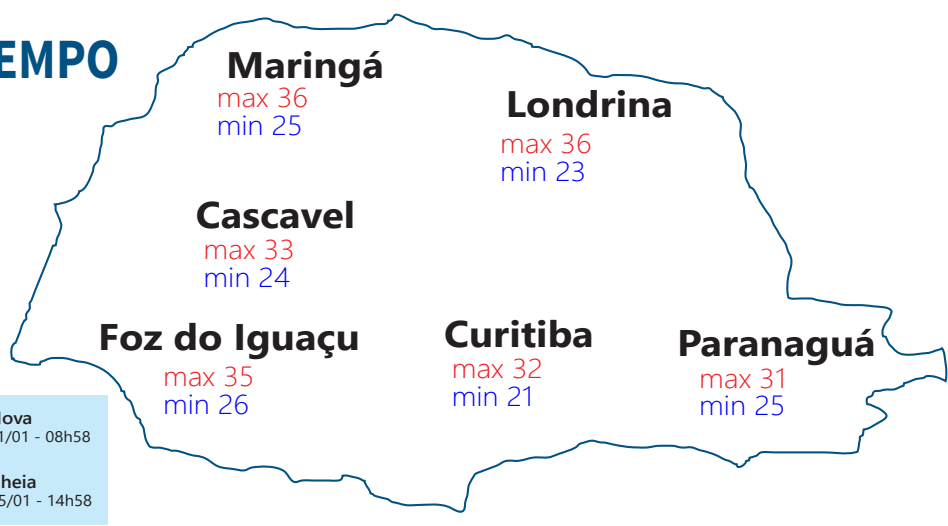 EMPO
Maringá
max 36
min 25
Londrina
max 36
min 23
Cascavel
max 33
min 24
Foz do Iguaçu
max 35
min 26
Curitiba
max 32
min 21
Paranaguá
max 31
min 25
ova
1/01 - 08h58
heia
5/01 - 14h58